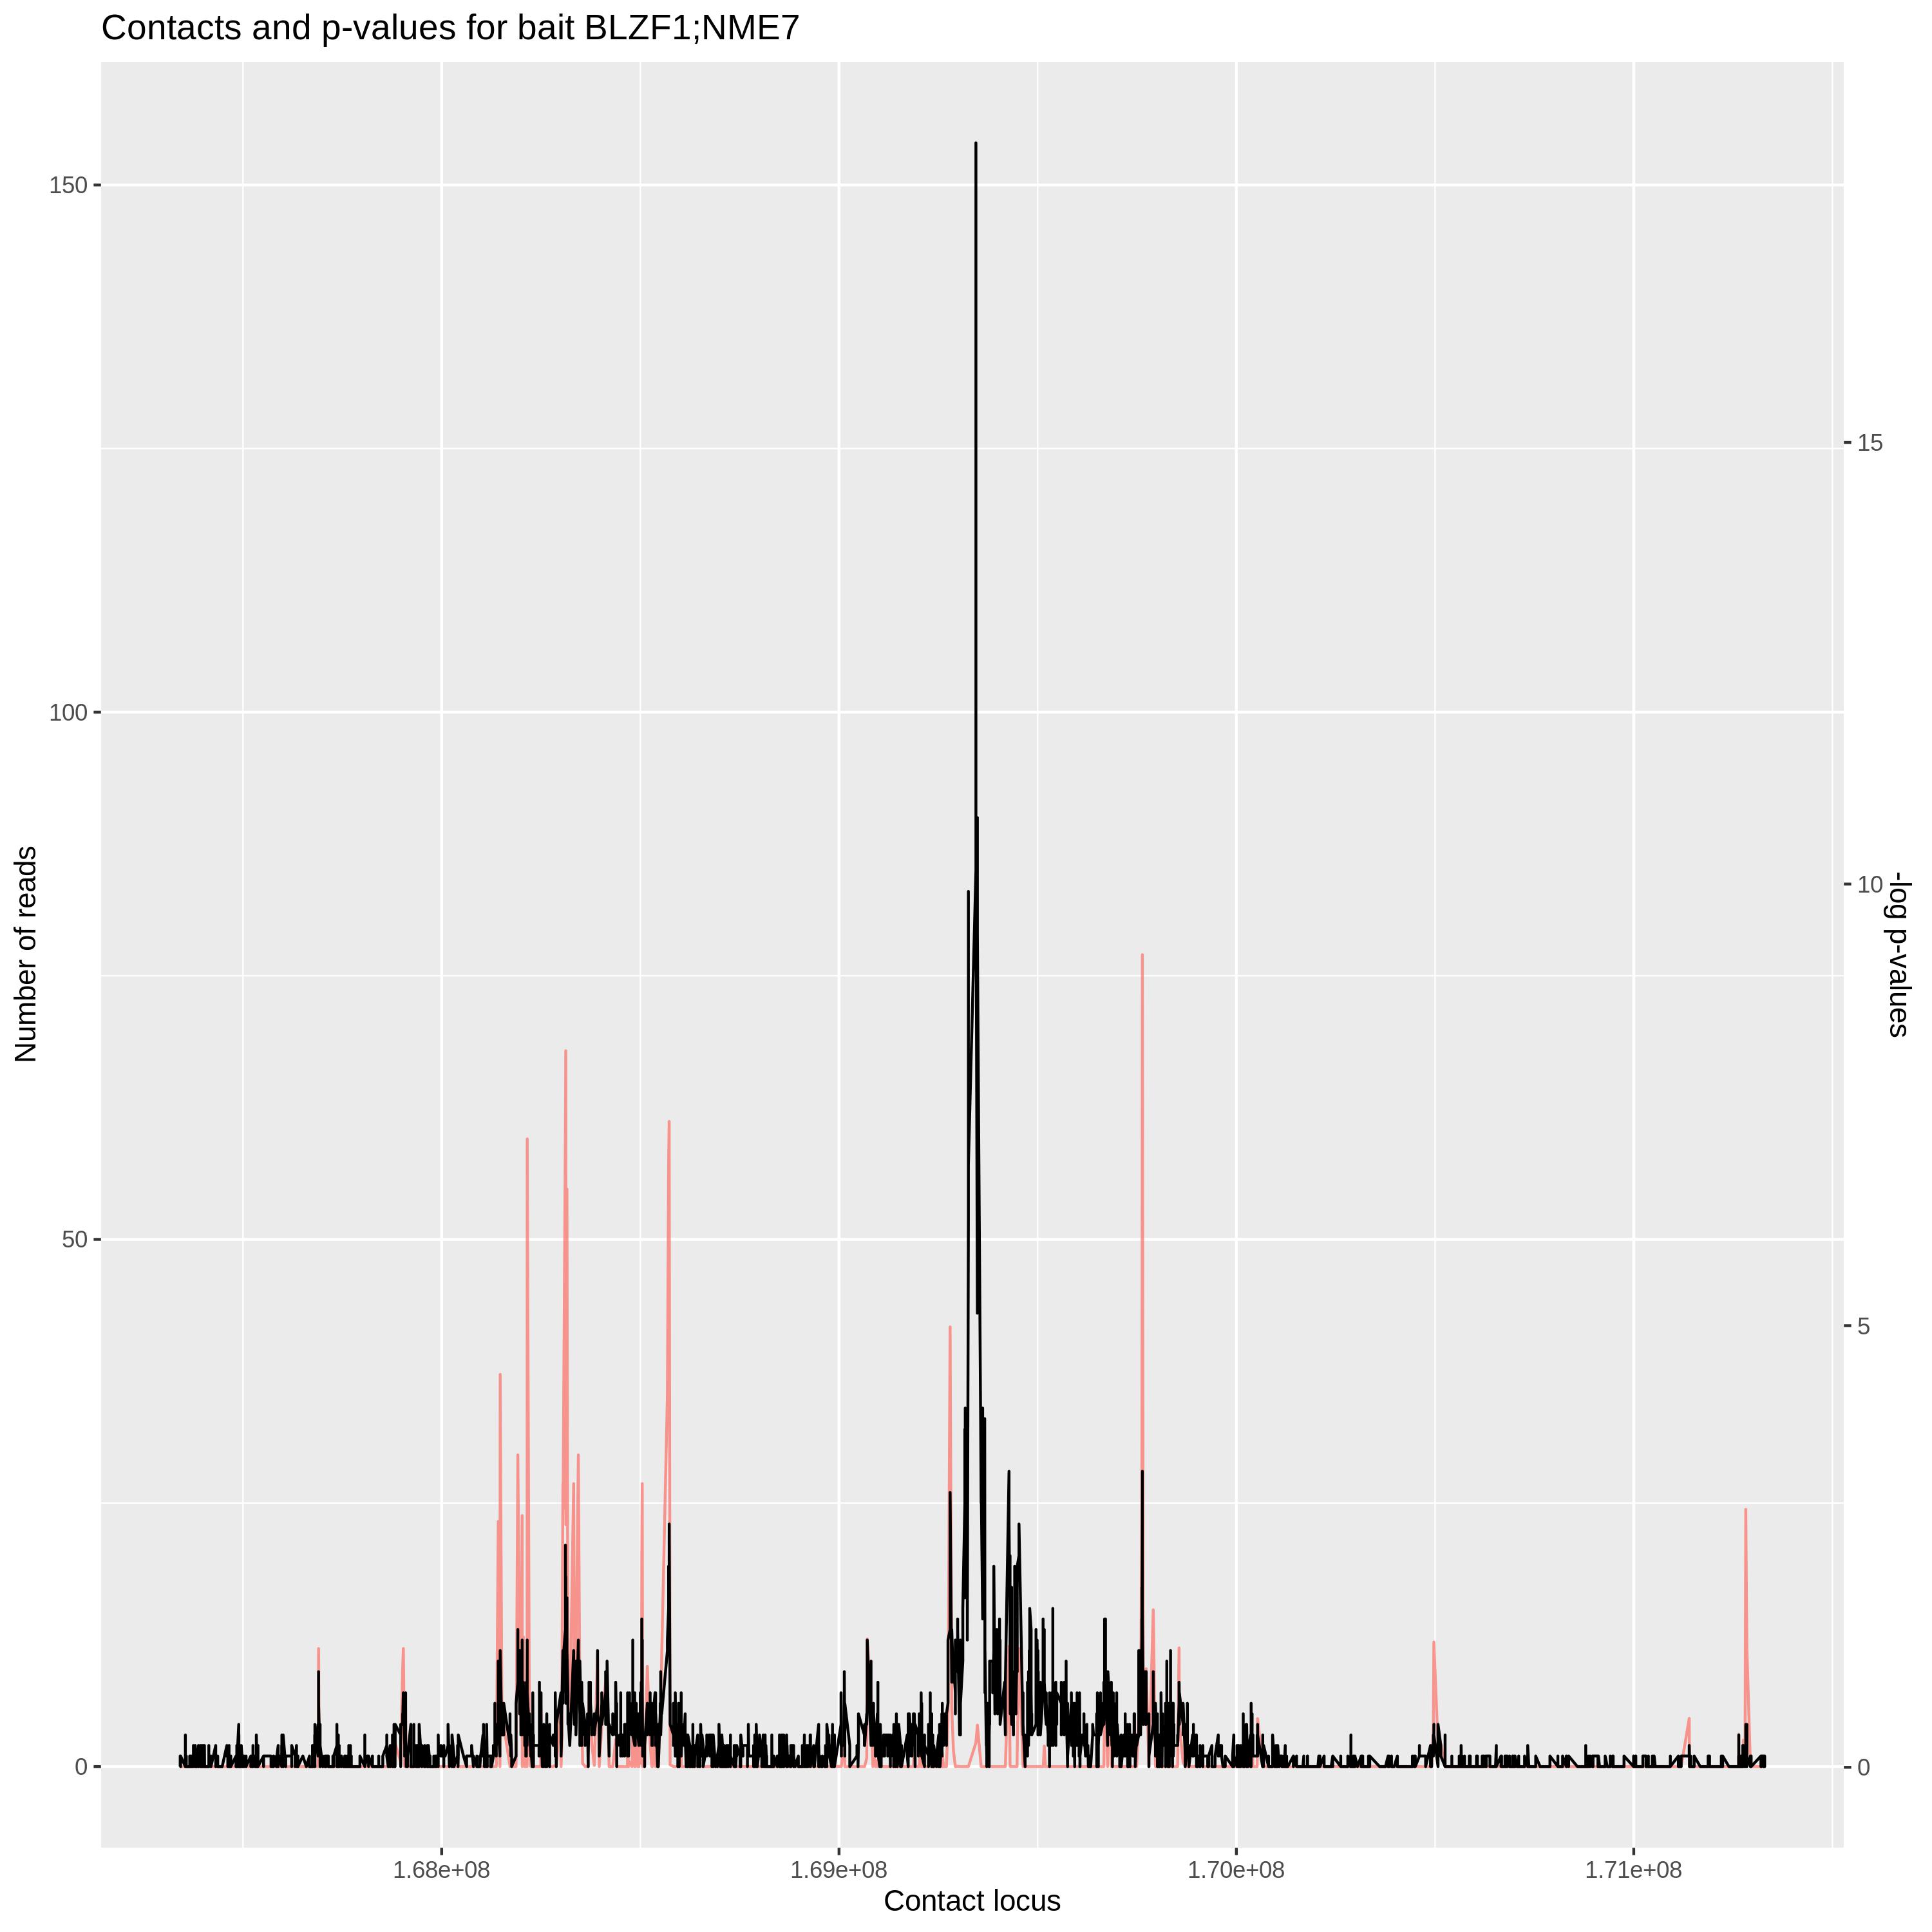 Contacts and p-values for bait BLZF1;NME7
150
100
50
0
Number of reads
15
10
5
0
-log p-values
1.68e+08
1.69e+08
1.70e+08
1.71e+08
Contact locus